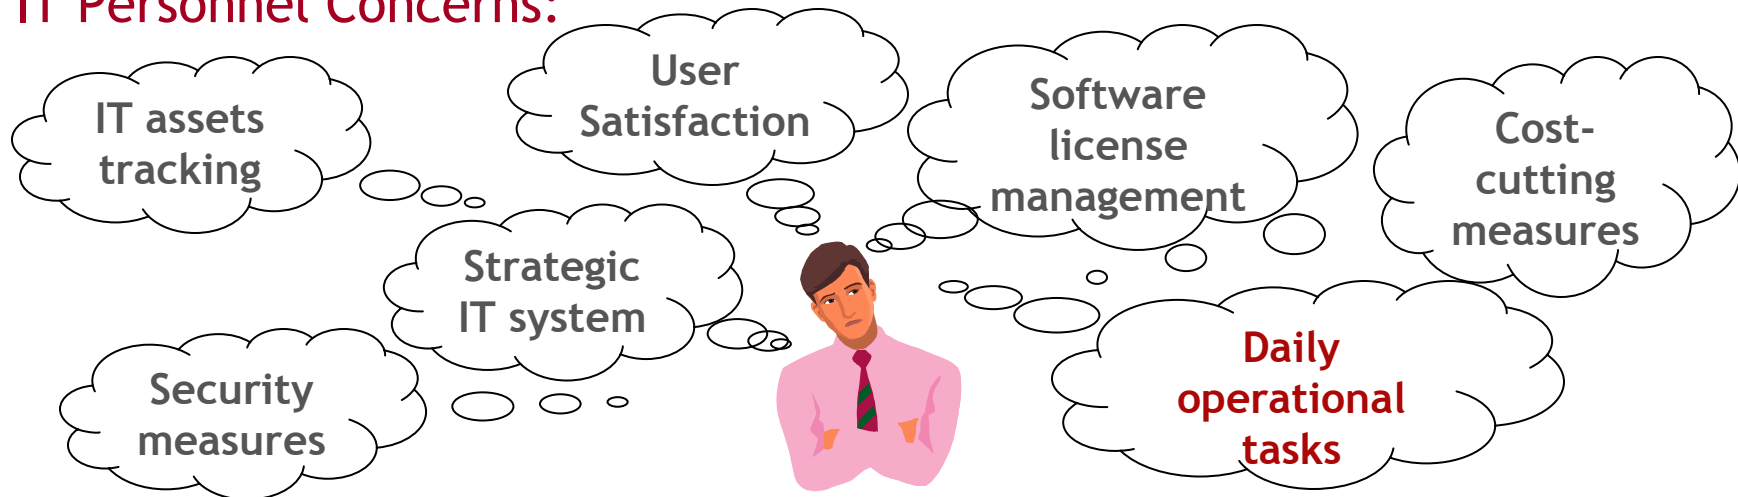 IT Personnel Concerns:
User
Satisfaction
Software
license
management
IT assets
tracking
Cost-
cutting
measures
Strategic
IT system
Security
measures
Daily
operational
tasks